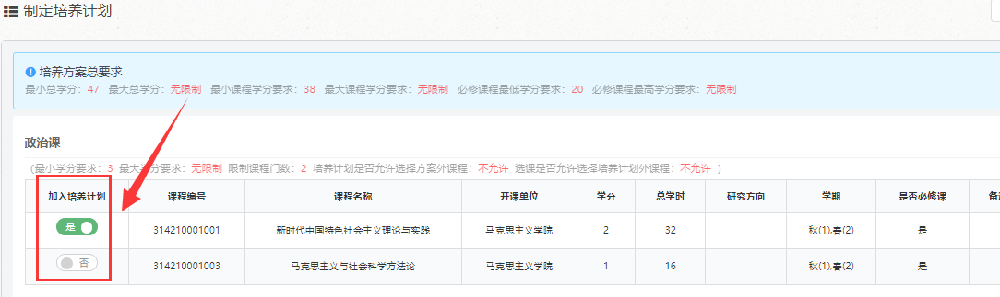 制定培养计划
培养方案总要求
最小总学分：47 最大总学分：无限制 最小课程学分要求：38 最大课程学分要求：无限制 必修课程最低学分要求：20 必修课程最高学分要求：无限制
政治课
(最小学分要求：3 最大学分要求：无限制 限制课程门数：2 培养计划是否允许选择方案外课程：不允许 选课是否允许选择培养计划外课程：不允许 )
加入培养计划 课程编号 课程名称 开课单位 学分 总学时 研究方向 学期 是否必修课 备
是 314210001001 新时代中国特色社会主义理论与实践 马克思主义学院 2 32 秋(1),春(2) 是
否 314210001003 马克思主义与社会科学方法论 马克思主义学院 1 16 秋(1),春(2) 是